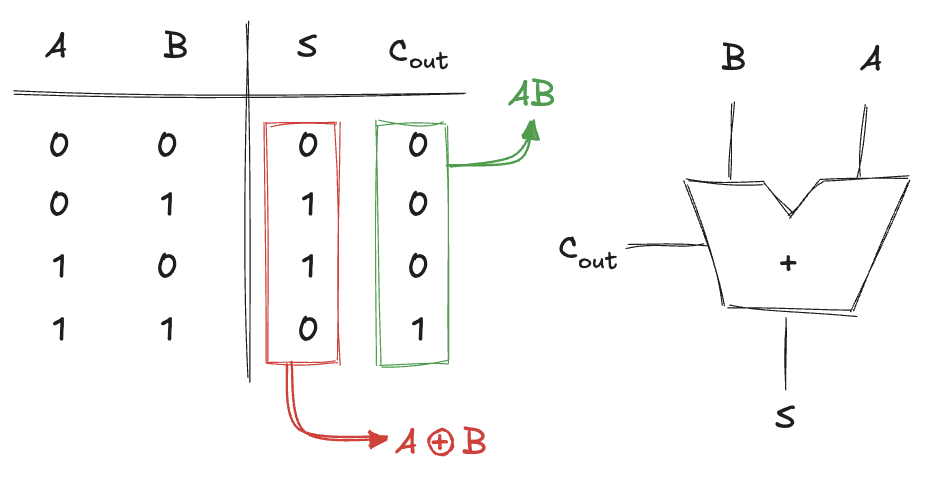 A B S Cout
0 0 0 0
0 1 1 0
1 0 1 0
1 1 0 1
AB
A ⊕ B
B A
Cout
+
S